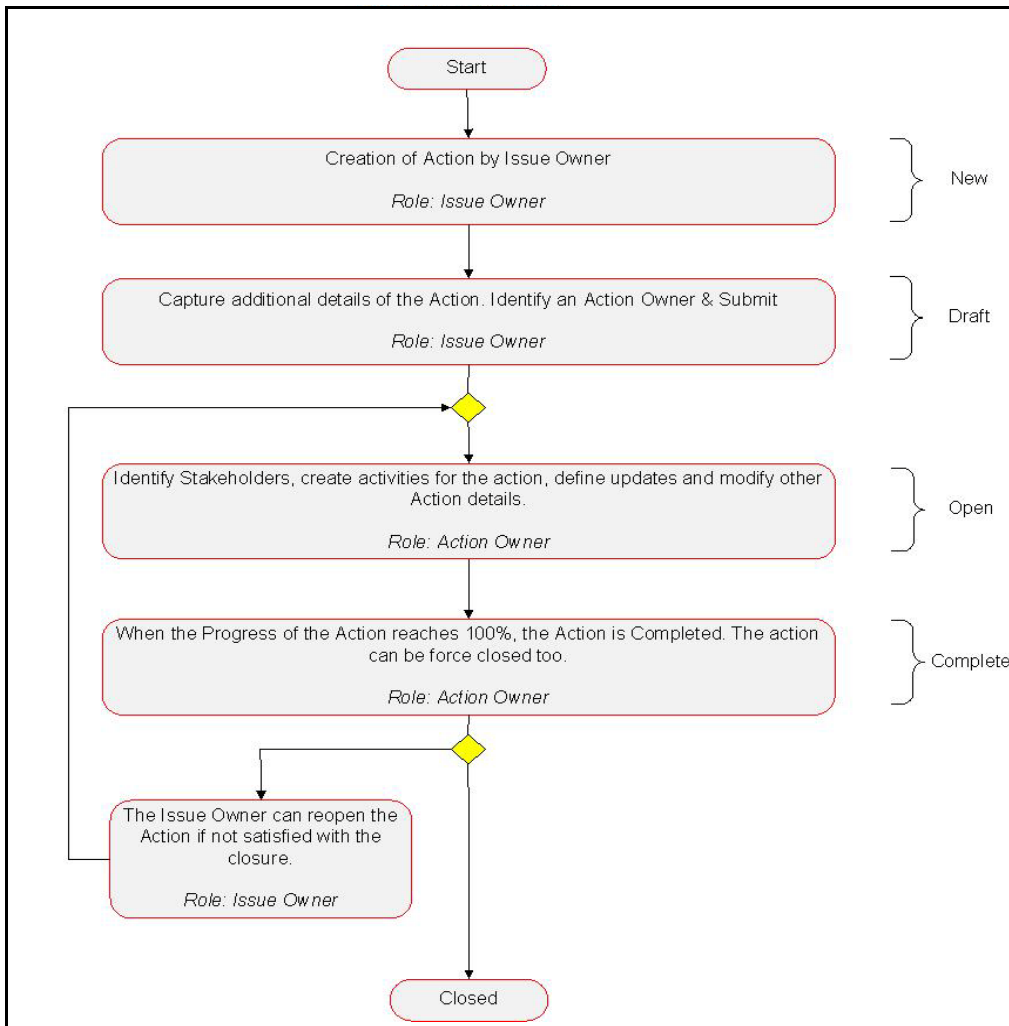 Start
Creation of Action by Issue Owner
Role: Issue Owner
New
Capture additional details of the Action. Identify an Action Owner & Submit
Role: Issue Owner
Draft
Identify Stakeholders, create activities for the action, define updates and modify other
Action details.
Role: Action Owner
Open
When the Progress of the Action reaches 100%, the Action is Completed. The action
can be force closed too.
Role: Action Owner
Complete
The Issue Owner can reopen the
Action if not satisfied with the
closure.
Role: Issue Owner
Closed